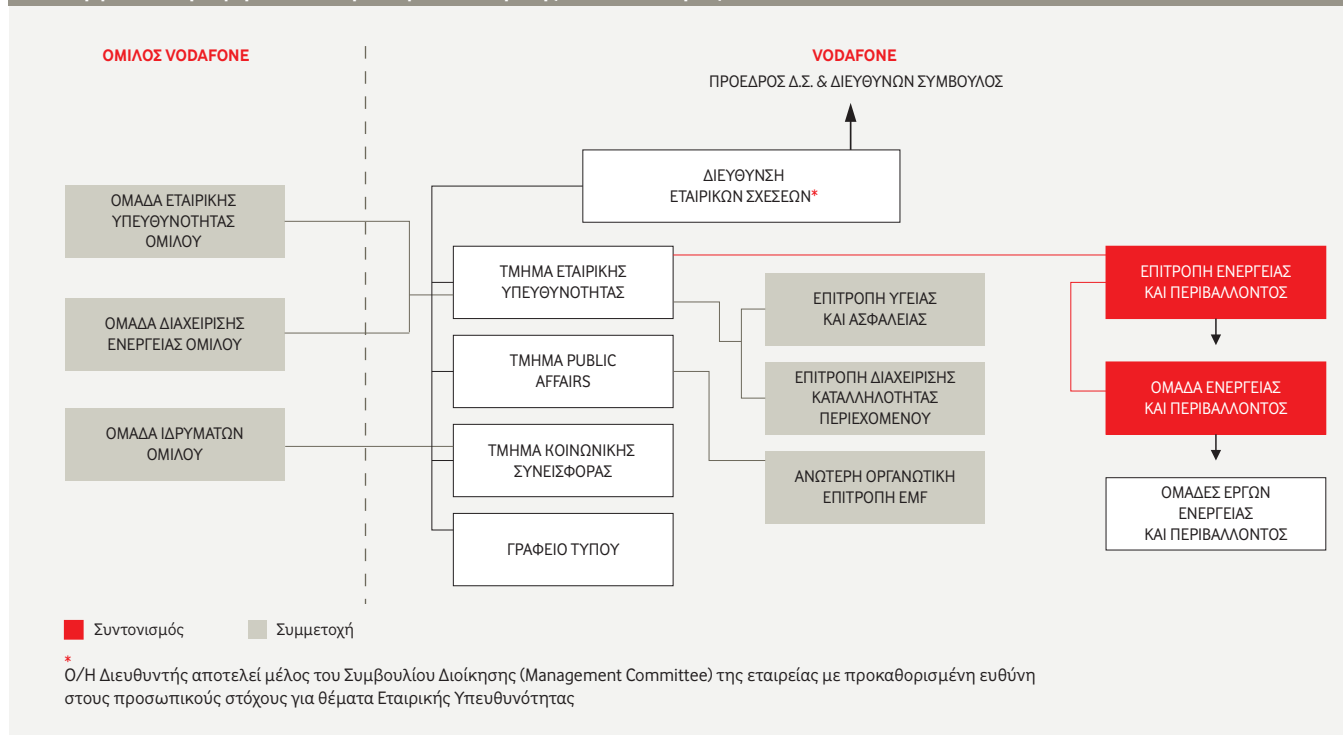 ΟΜΙΛΟΣ VODAFONE
VODAFONE
ΠΡΟΕΔΡΟΣ Δ.Σ. & ΔΙΕΥΘΥΝΩΝ ΣΥΜΒΟΥΛΟΣ
ΔΙΕΥΘΥΝΣΗ
ΕΤΑΙΡΙΚΩΝ ΣΧΕΣΕΩΝ*
ΟΜΑΔΑ ΕΤΑΙΡΙΚΗΣ
ΥΠΕΥΘΥΝΟΤΗΤΑΣ
ΟΜΙΛΟΥ
ΟΜΑΔΑ ΔΙΑΧΕΙΡΙΣΗΣ
ΕΝΕΡΓΕΙΑΣ ΟΜΙΛΟΥ
ΟΜΑΔΑ ΙΔΡΥΜΑΤΩΝ
ΟΜΙΛΟΥ
ΤΜΗΜΑ ΕΤΑΙΡΙΚΗΣ
ΥΠΕΥΘΥΝΟΤΗΤΑΣ
ΤΜΗΜΑ PUBLIC
AFFAIRS
ΤΜΗΜΑ ΚΟΙΝΩΝΙΚΗΣ
ΣΥΝΕΙΣΦΟΡΑΣ
ΓΡΑΦΕΙΟ ΤΥΠΟΥ
ΕΠΙΤΡΟΠΗ ΥΓΕΙΑΣ
ΚΑΙ ΑΣΦΑΛΕΙΑΣ
ΕΠΙΤΡΟΠΗ ΔΙΑΧΕΙΡΙΣΗΣ
ΚΑΤΑΛΛΗΛΟΤΗΤΑΣ
ΠΕΡΙΕΧΟΜΕΝΟΥ
ΑΝΩΤΕΡΗ ΟΡΓΑΝΩΤΙΚΗ
ΕΠΙΤΡΟΠΗ EMF
ΕΠΙΤΡΟΠΗ ΕΝΕΡΓΕΙΑΣ
ΚΑΙ ΠΕΡΙΒΑΛΛΟΝΤΟΣ
ΟΜΑΔΑ ΕΝΕΡΓΕΙΑΣ
ΚΑΙ ΠΕΡΙΒΑΛΛΟΝΤΟΣ
ΟΜΑΔΕΣ ΕΡΓΩΝ
ΕΝΕΡΓΕΙΑΣ
ΚΑΙ ΠΕΡΙΒΑΛΛΟΝΤΟΣ
Συντονισμός
Συμμετοχή
*
Ο/Η Διευθυντής αποτελεί μέλος του Συμβουλίου Διοίκησης (Management Committee) της εταιρείας με προκαθορισμένη ευθύνη
στους προσωπικούς στόχους για θέματα Εταιρικής Υπευθυνότητας